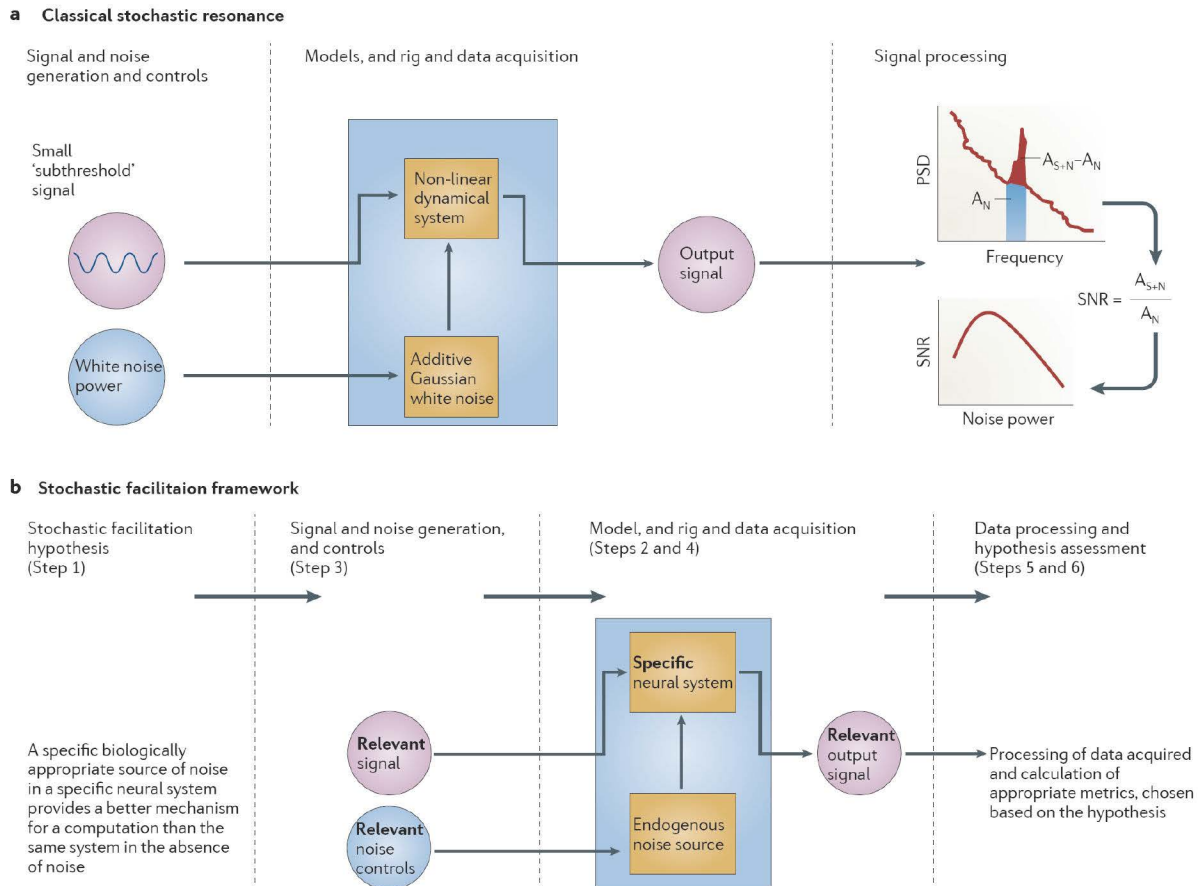 a Classical stochastic resonance
Signal and noise
generation and controls
Models, and rig and data acquisition
Signal processing
Small
'subthreshold'
signal
White noise
power
Non-linear
dynamical
system
Additive
Gaussian
white noise
Output
signal
PSD
A_S+N–A_N
A_N
Frequency
SNR = A_S+N
A_N
SNR
Noise power
b Stochastic facilitaion framework
Stochastic facilitation
hypothesis
(Step 1)
Signal and noise generation,
and controls
(Step 3)
Model, and rig and data acquisition
(Steps 2 and 4)
Data processing and
hypothesis assessment
(Steps 5 and 6)
A specific biologically
appropriate source of noise
in a specific neural system
provides a better mechanism
for a computation than the
same system in the absence
of noise
Relevant
signal
Relevant
noise
controls
Specific
neural system
Endogenous
noise source
Relevant
output
signal
Processing of data acquired
and calculation of
appropriate metrics, chosen
based on the hypothesis